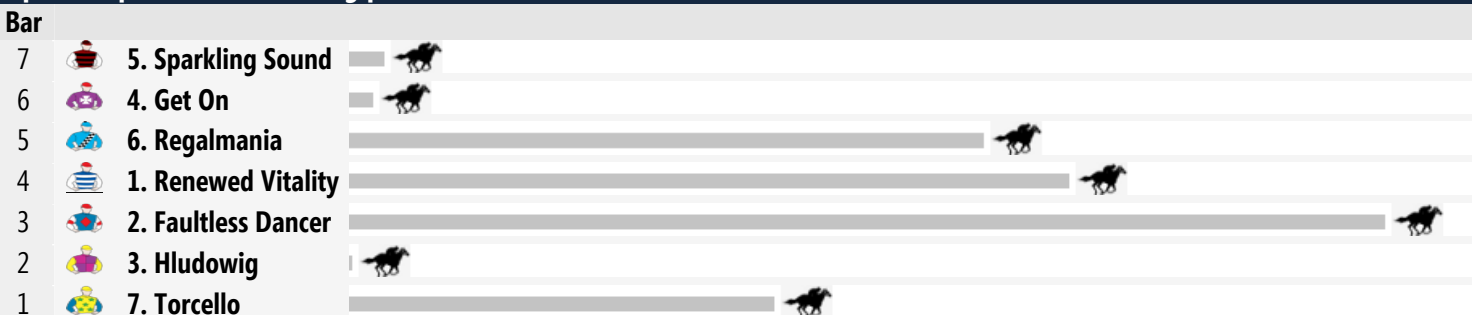 Bar
7 5. Sparkling Sound
6 4. Get On
5 6. Regalmania
4 1. Renewed Vitality
3 2. Faultless Dancer
2 3. Hludowig
1 7. Torcello